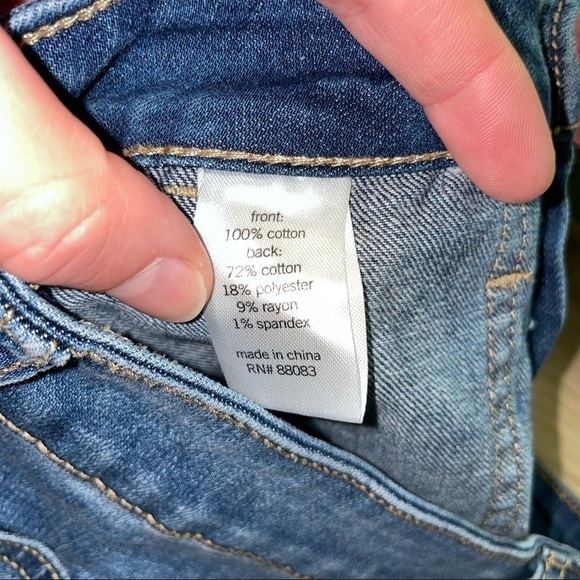 front:
100% cotton
back:
72% cotton
18% polyester
9% rayon
1% spandex
made in china
RN# 88083